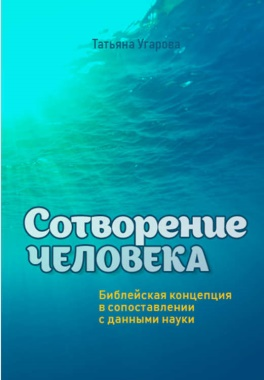 Татьяна Угарова
Сотворение
ЧЕЛОВЕКА
Библейская концепция
в сопоставлении
с данными науки